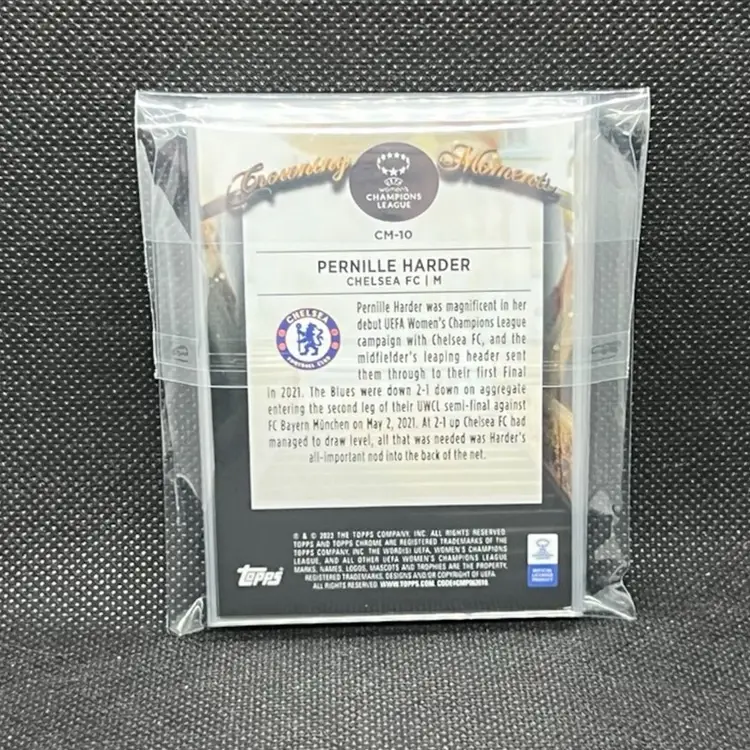 Crowning Moments
women's
CHAMPIONS
LEAGUE
CM-10
PERNILLE HARDER
CHELSEA FC | M
CHELSEA
FOOTBALL CLUB
Pernille Harder was magnificent in her
debut UEFA Women's Champions League
campaign with Chelsea FC, and the
midfielder's leaping header sent
them through to their first Final
in 2021. The Blues were down 2-1 down on aggregate
entering the second leg of their UWCL semi-final against
FC Bayern München on May 2, 2021. At 2-1 up Chelsea FC had
managed to draw level, all that was needed was Harder's
all-important nod into the back of the net.
® & © 2022 THE TOPPS COMPANY, INC. ALL RIGHTS RESERVED
TOPPS AND TOPPS CHROME ARE REGISTERED TRADEMARKS OF THE
TOPPS COMPANY, INC. THE WORD(S) UEFA, WOMEN'S CHAMPIONS
LEAGUE, AND ALL OTHER UEFA WOMEN'S CHAMPIONS LEAGUE
MARKS, NAMES, LOGOS, MASCOTS AND TROPHIES ARE THE PROPERTY,
REGISTERED TRADEMARKS, DESIGNS AND/OR COPYRIGHT OF UEFA.
ALL RIGHTS RESERVED WWW.TOPPS.COM
Topps
OFFICIAL
LICENSED
PRODUCT